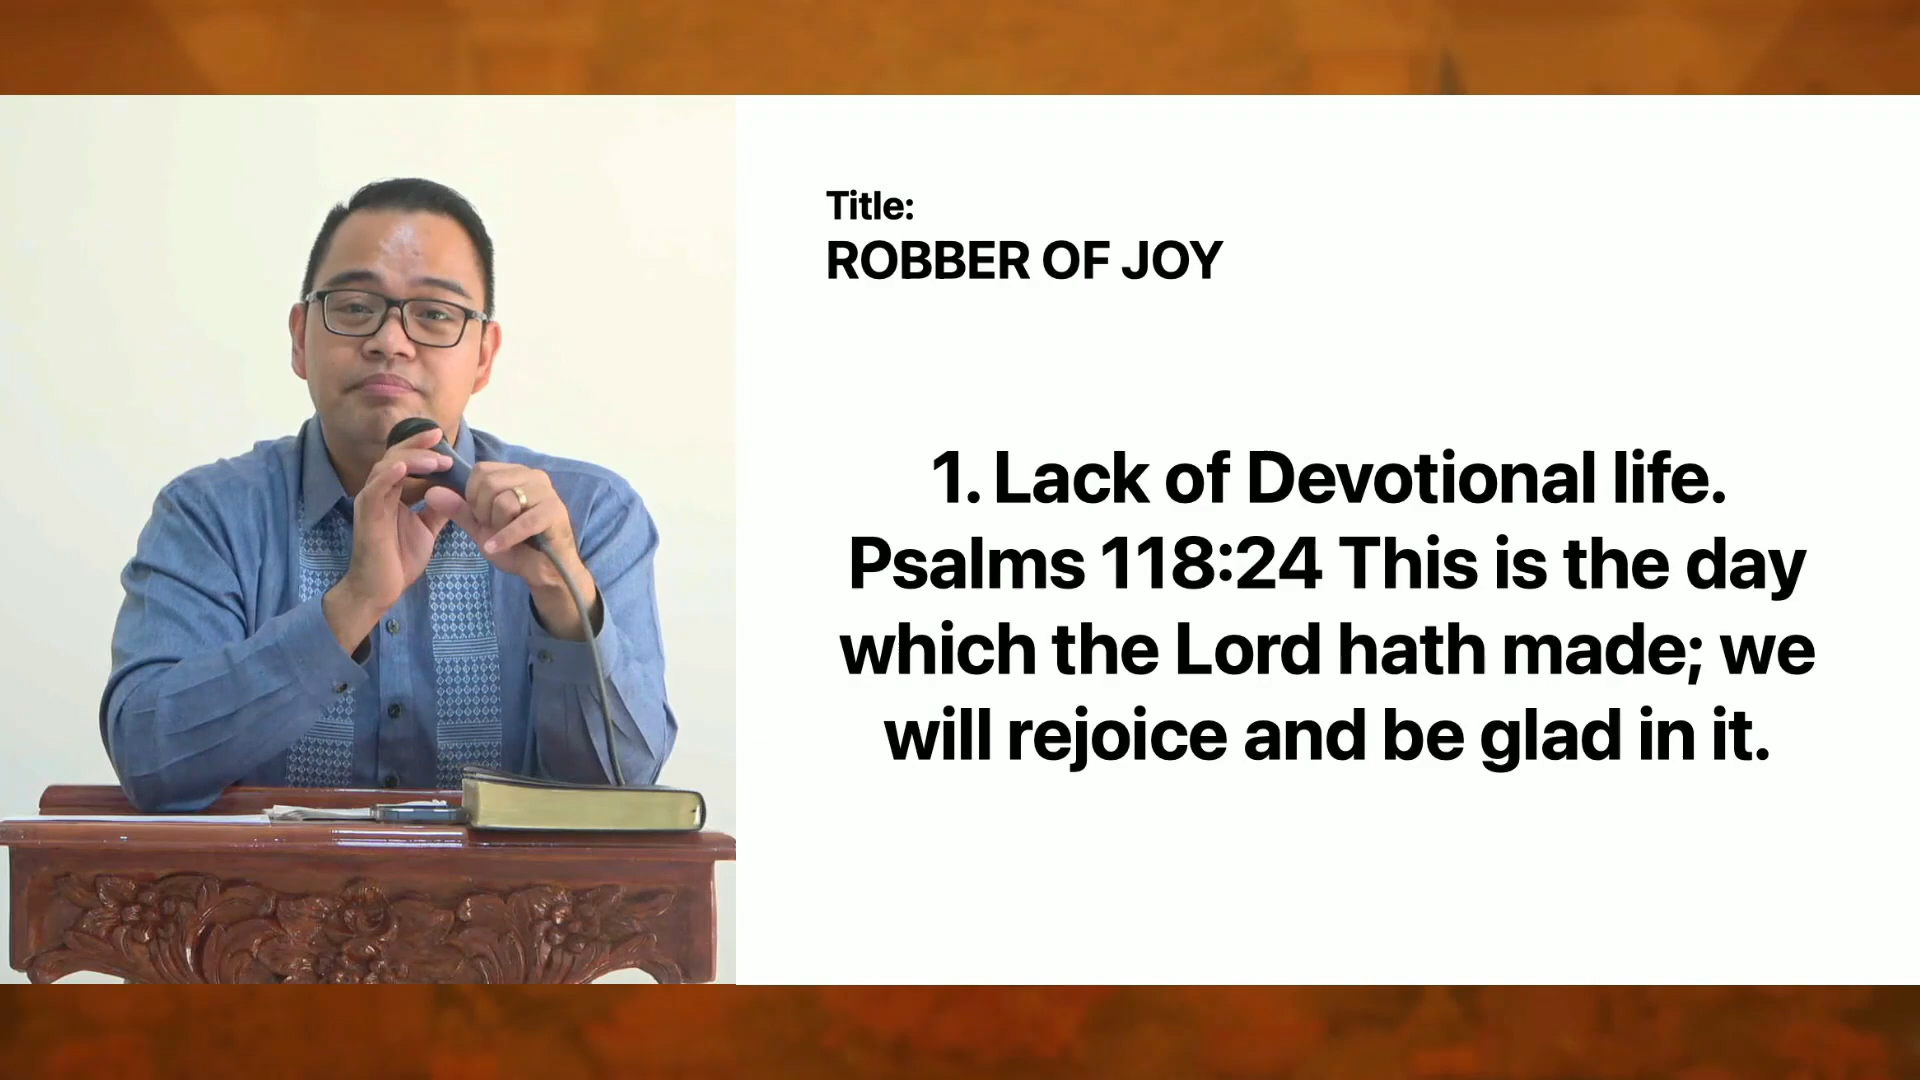 Title:
ROBBER OF JOY
1. Lack of Devotional life.
Psalms 118:24 This is the day
which the Lord hath made; we
will rejoice and be glad in it.